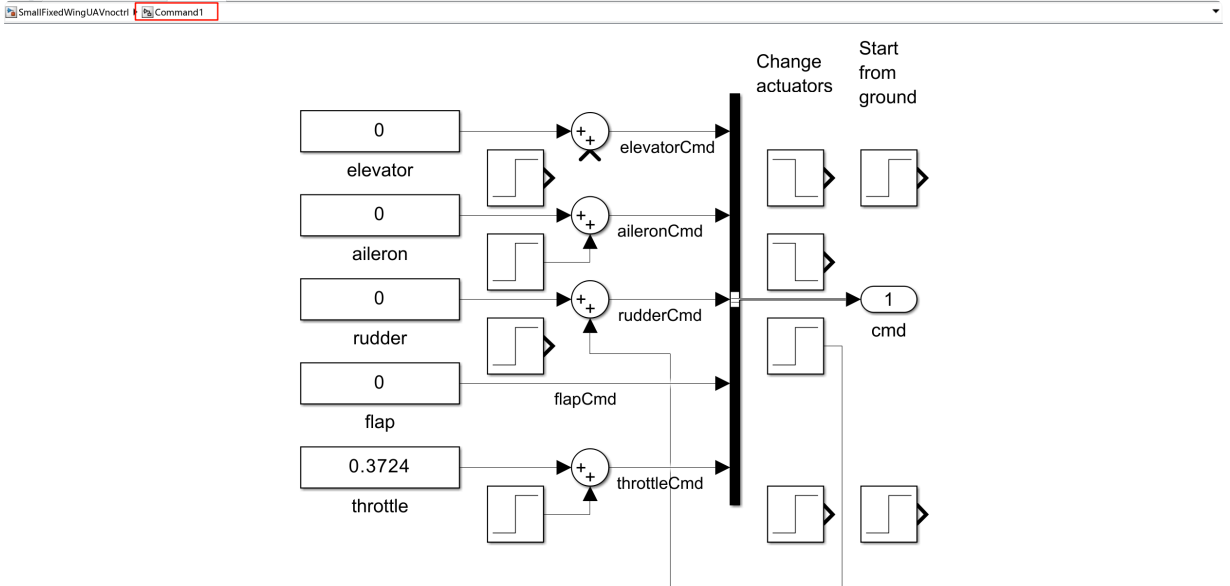 SmallFixedWingUAVnoctrl
Command1
Change
actuators
Start
from
ground
0
elevator
+
+
elevatorCmd
0
aileron
+
+
aileronCmd
0
rudder
+
+
rudderCmd
1
cmd
0
flap
flapCmd
0.3724
throttle
+
+
throttleCmd